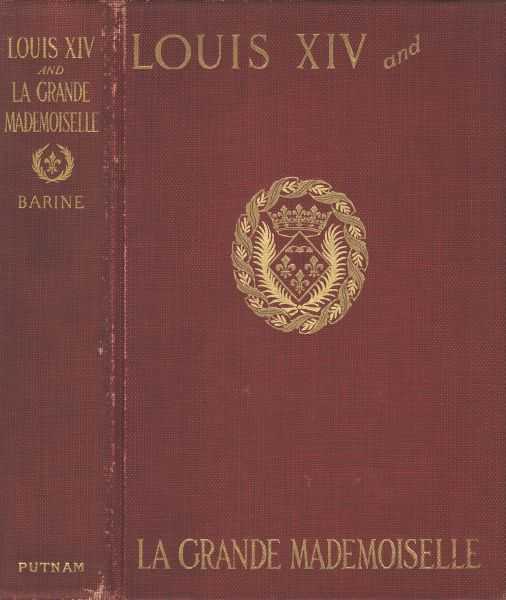 LOUIS XIV
AND
LA GRANDE
MADEMOISELLE
BARINE
PUTNAM
LOUIS XIV and
LA GRANDE MADEMOISELLE